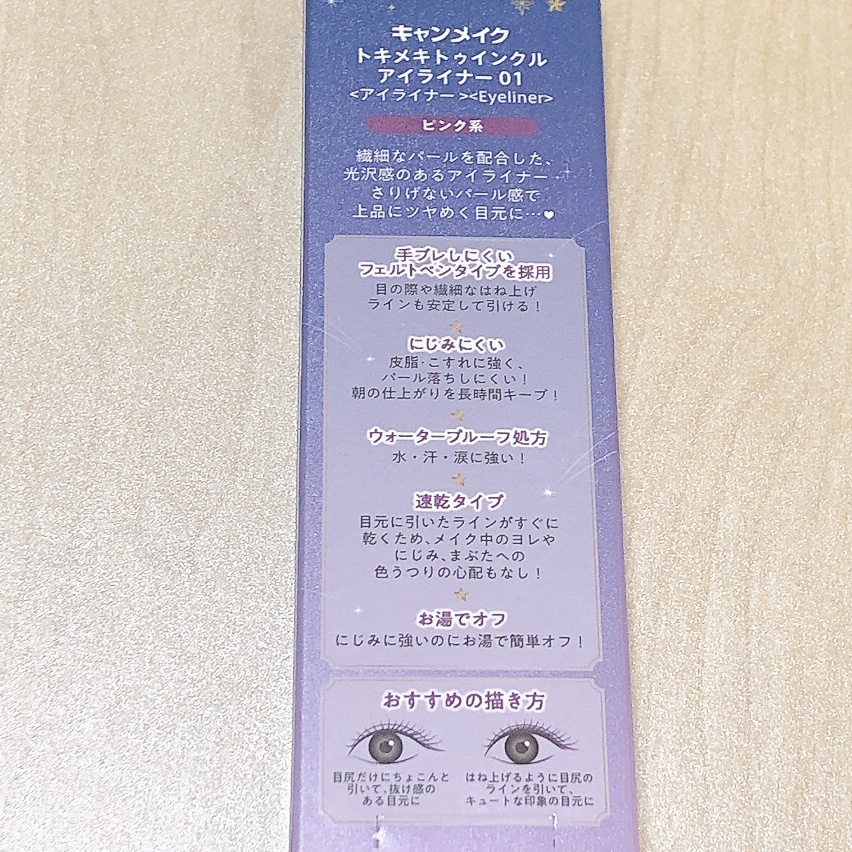 キャンメイク
トキメキトゥインクル
アイライナー 01
<アイライナー ><Eyeliner>
ピンク系
繊細なパールを配合した、
光沢感のあるアイライナー
さりげないパール感で
上品にツヤめく目元に…♥
手ブレしにくい
フェルトペンタイプを採用
目の際や繊細なはね上げ
ラインも安定して引ける！
にじみにくい
皮脂・こすれに強く、
パール落ちしにくい！
朝の仕上がりを長時間キープ！
ウォータープルーフ処方
水・汗・涙に強い！
速乾タイプ
目元に引いたラインがすぐに
乾くため、メイク中のヨレや
にじみ、まぶたへの
色うつりの心配もなし！
お湯でオフ
にじみに強いのにお湯で簡単オフ！
おすすめの描き方
目尻だけにちょこんと
引いて、抜け感の
ある目元に
はね上げるように目尻の
ラインを引いて、
キュートな印象の目元に